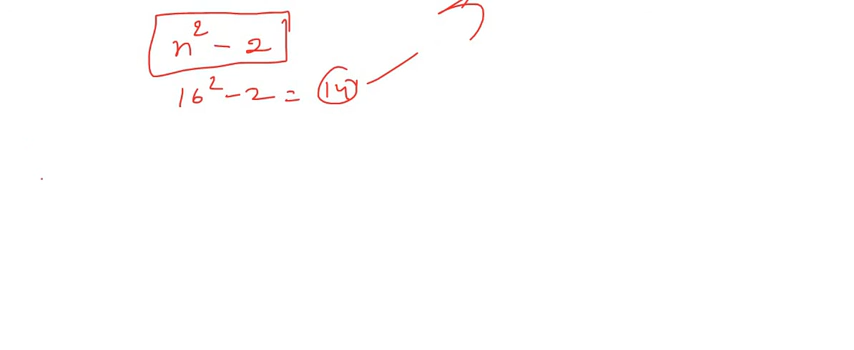 n² - 2
16² - 2 = 14